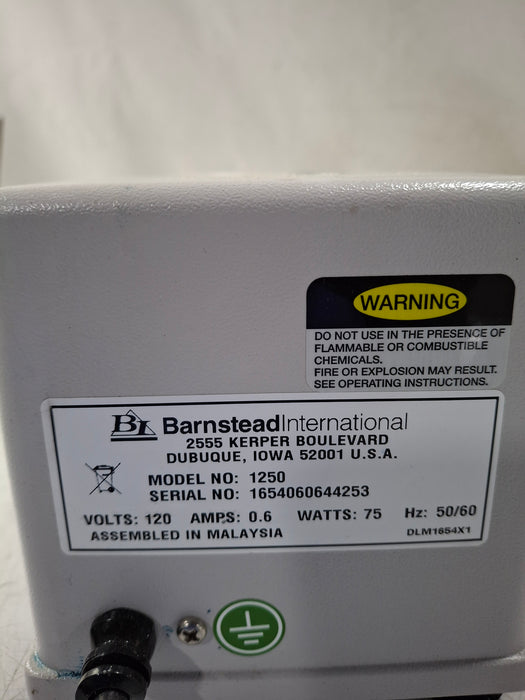 WARNING
DO NOT USE IN THE PRESENCE OF
FLAMMABLE OR COMBUSTIBLE
CHEMICALS.
FIRE OR EXPLOSION MAY RESULT.
SEE OPERATING INSTRUCTIONS.
BI BarnsteadInternational
2555 KERPER BOULEVARD
DUBUQUE, IOWA 52001 U.S.A.
MODEL NO: 1250
SERIAL NO: 1654060644253
VOLTS: 120 AMPS: 0.6 WATTS: 75 Hz: 50/60
ASSEMBLED IN MALAYSIA DLM1654X1